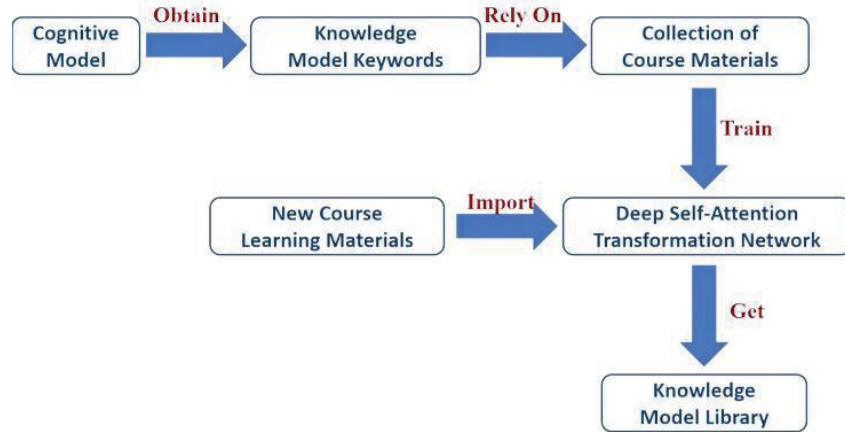 Obtain
Rely On
Cognitive
Model
Knowledge
Model Keywords
Collection of
Course Materials
Train
Import
New Course
Learning Materials
Deep Self-Attention
Transformation Network
Get
Knowledge
Model Library